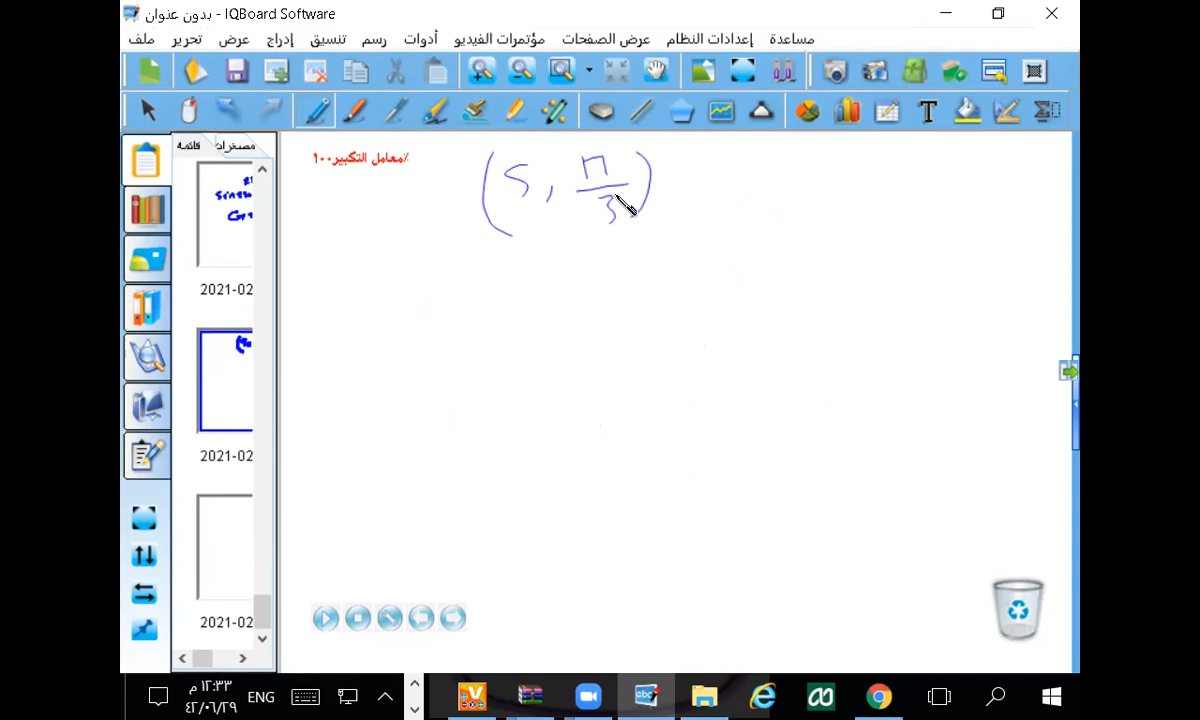 بدون عنوان - IQBoard Software
ملف تحرير عرض إدراج تنسيق رسم أدوات مؤتمرات الفيديو عرض الصفحات إعدادات النظام مساعدة
قائمة مصغرات
٪معامل التكبير١٠٠
(5, π/3)
2021-02
2021-02
2021-02
١٢:٣٣ م
٤٢/٠٦/٢٩
ENG
abc